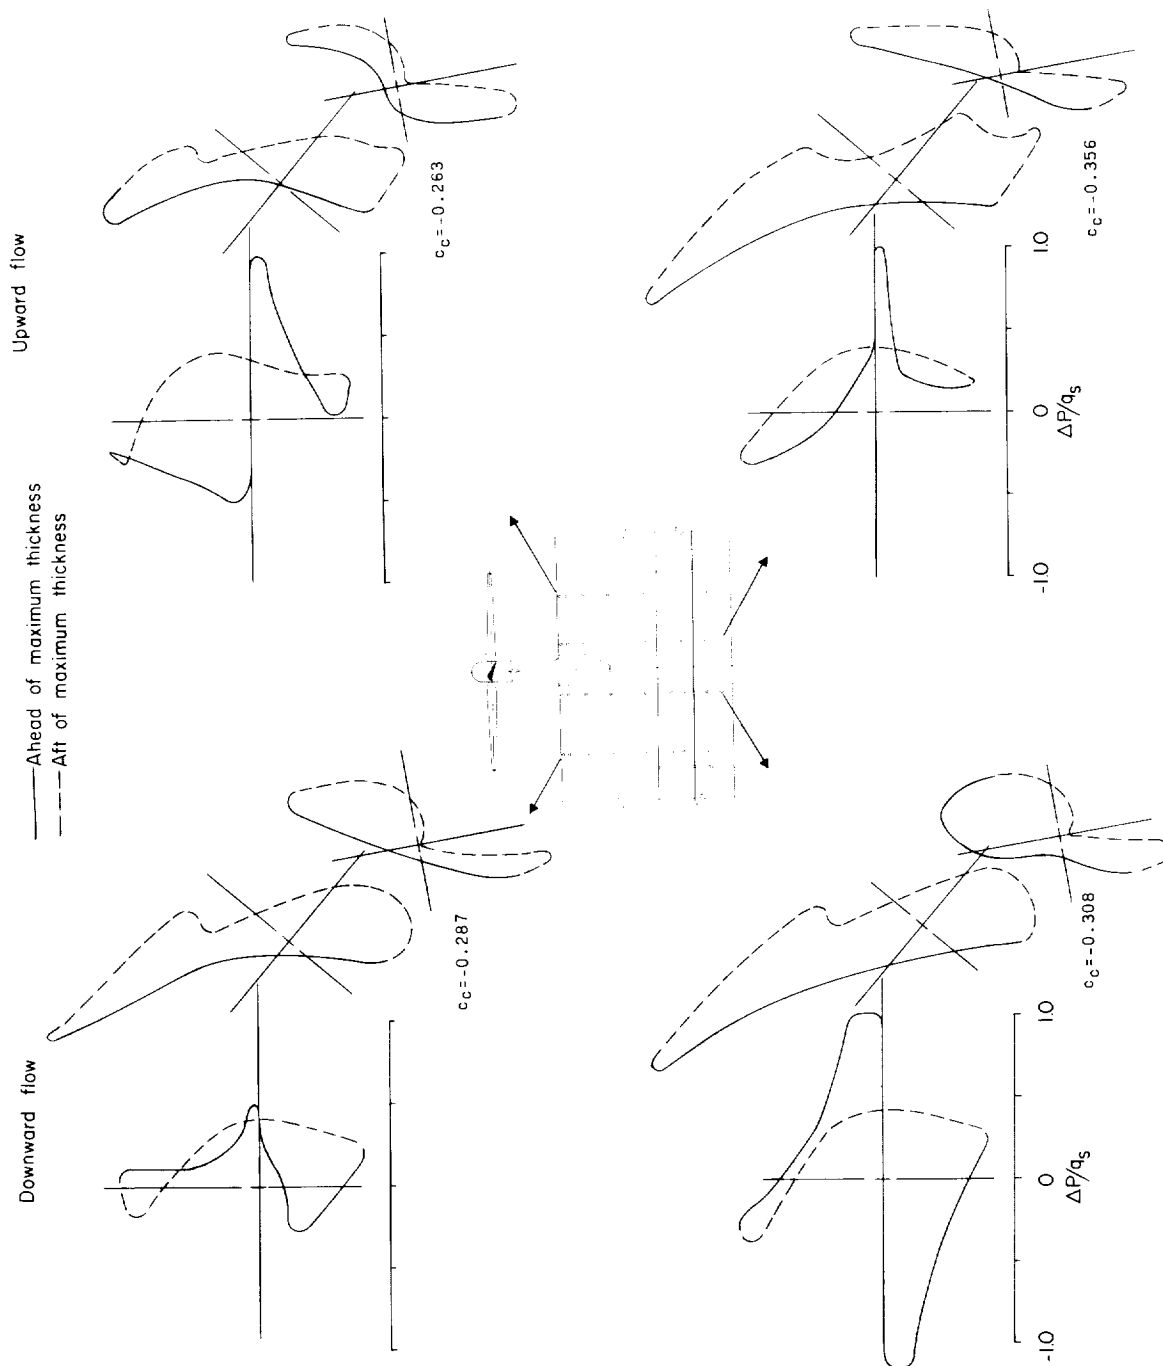 Ahead of maximum thickness
Aft of maximum thickness
Downward flow
Upward flow
c_c=-0.287
c_c=-0.263
c_c=-0.308
c_c=-0.356
-1.0
0
1.0
ΔP/q_s
-1.0
0
1.0
ΔP/q_s